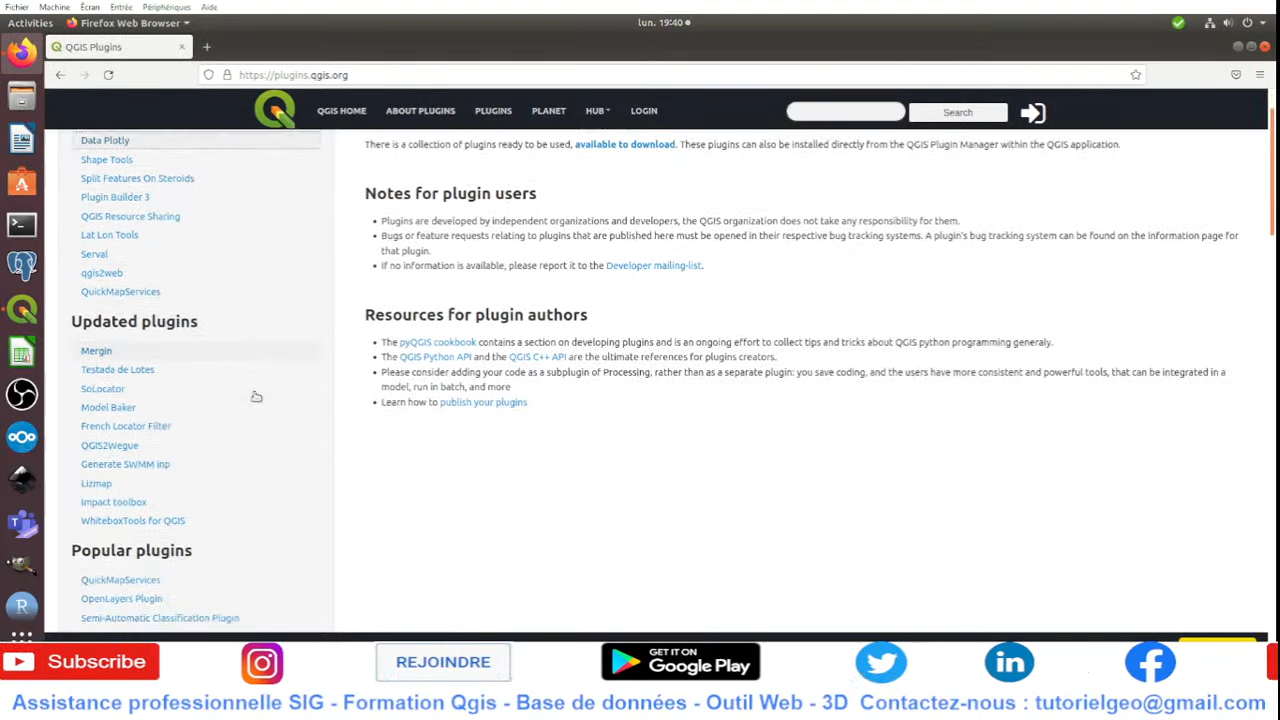 Fichier Machine Écran Entrée Périphériques Aide
Activities Firefox Web Browser lun. 19:40
QGIS Plugins
https://plugins.qgis.org
QGIS HOME ABOUT PLUGINS PLUGINS PLANET HUB LOGIN Search
Data Plotly
Shape Tools
Split Features On Steroids
Plugin Builder 3
QGIS Resource Sharing
Lat Lon Tools
Serval
qgis2web
QuickMapServices
Updated plugins
Mergin
Testada de Lotes
SoLocator
Model Baker
French Locator Filter
QGIS2Wegue
Generate SWMM inp
Lizmap
Impact toolbox
WhiteboxTools for QGIS
Popular plugins
QuickMapServices
OpenLayers Plugin
Semi-Automatic Classification Plugin
There is a collection of plugins ready to be used, available to download. These plugins can also be installed directly from the QGIS Plugin Manager within the QGIS application.
Notes for plugin users
Plugins are developed by independent organizations and developers, the QGIS organization does not take any responsibility for them.
Bugs or feature requests relating to plugins that are published here must be opened in their respective bug tracking systems. A plugin's bug tracking system can be found on the information page for
that plugin.
If no information is available, please report it to the Developer mailing-list.
Resources for plugin authors
The pyQGIS cookbook contains a section on developing plugins and is an ongoing effort to collect tips and tricks about QGIS python programming generaly.
The QGIS Python API and the QGIS C++ API are the ultimate references for plugins creators.
Please consider adding your code as a subplugin of Processing, rather than as a separate plugin: you save coding, and the users have more consistent and powerful tools, that can be integrated in a
model, run in batch, and more
Learn how to publish your plugins
Subscribe
REJOINDRE
GET IT ON
Google Play
Assistance professionnelle SIG - Formation Qgis - Base de données - Outil Web - 3D Contactez-nous : tutorielgeo@gmail.com